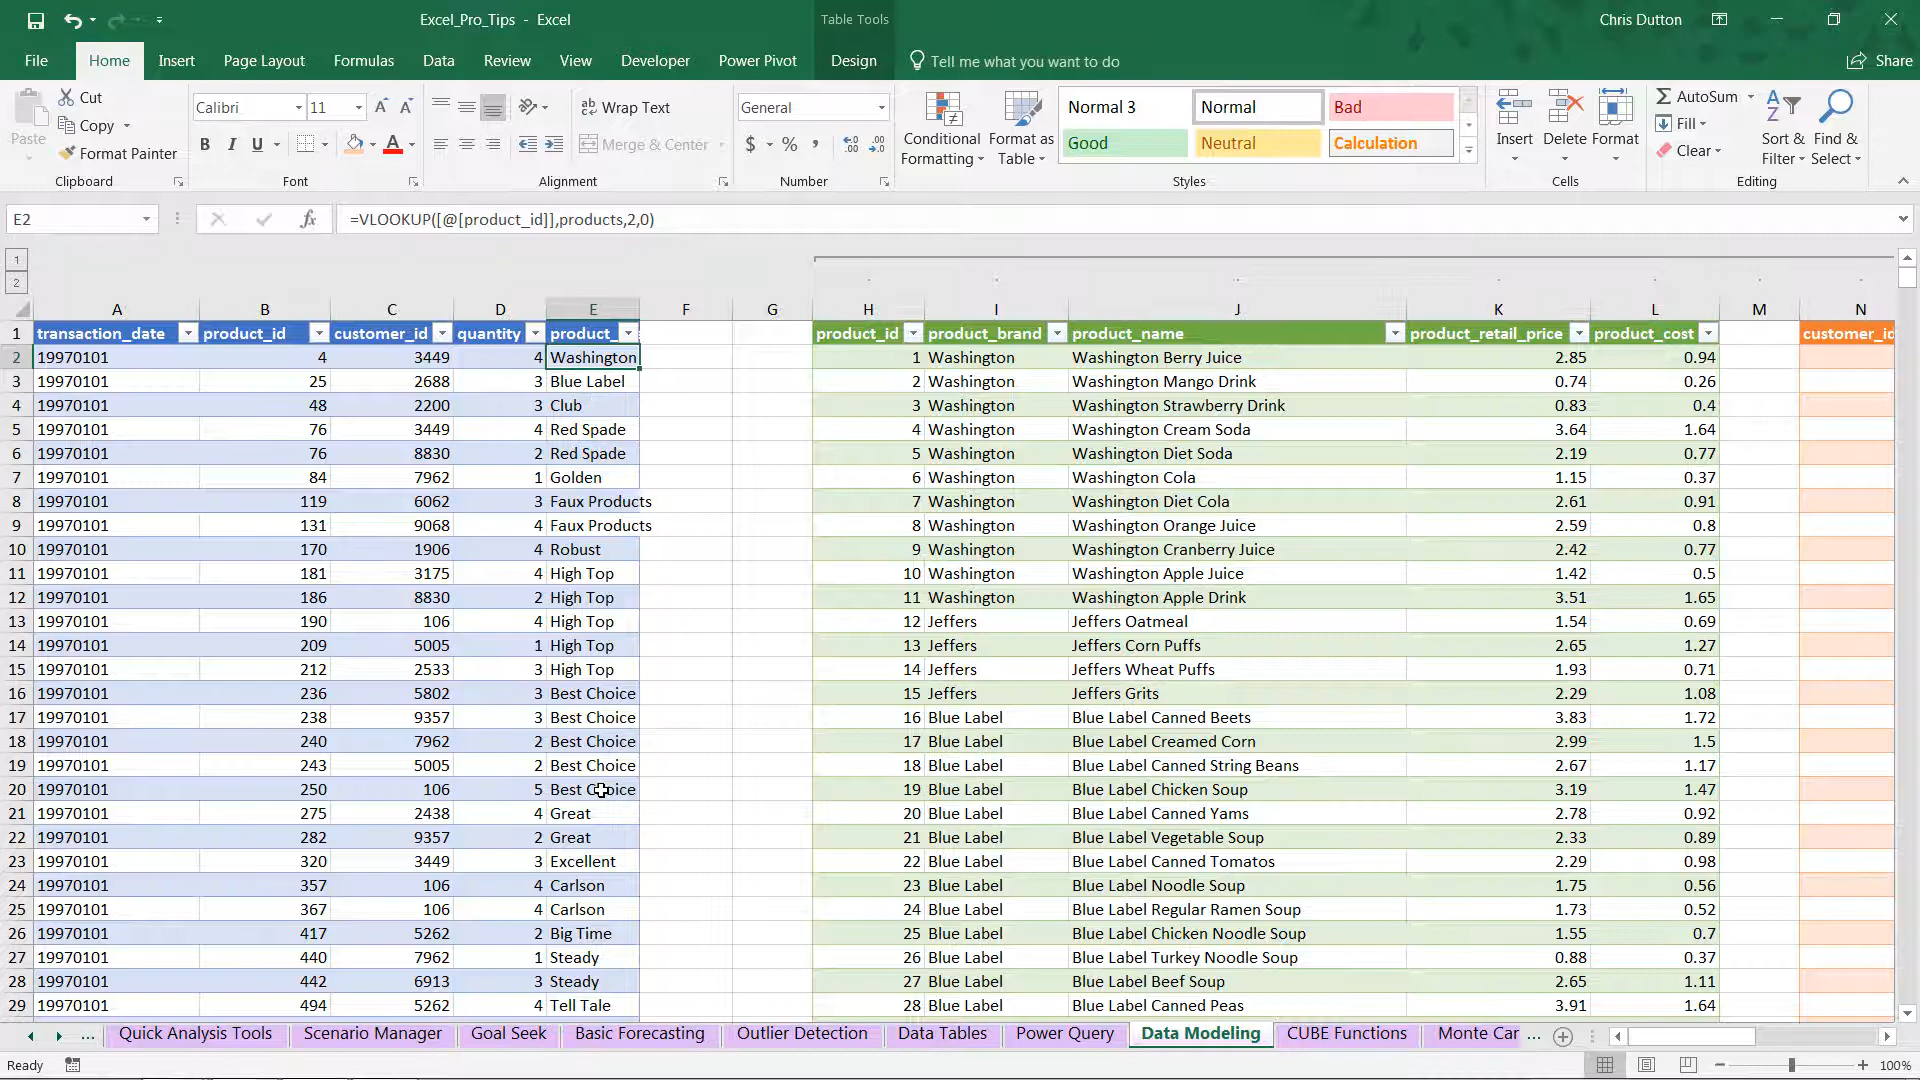 Excel_Pro_Tips - Excel
Table Tools
Chris Dutton
File Home Insert Page Layout Formulas Data Review View Developer Power Pivot Design Tell me what you want to do Share
Paste Cut Copy Format Painter Clipboard
Calibri 11 B I U Font
Wrap Text Merge & Center Alignment
General $ % , Number
Conditional Formatting Format as Table
Normal 3 Normal Bad
Good Neutral Calculation
Styles
Insert Delete Format Cells
AutoSum Fill Clear Sort & Filter Find & Select Editing
E2 fx =VLOOKUP([@[product_id]],products,2,0)
1
2
A B C D E F G H I J K L M N
1 transaction_date product_id customer_id quantity product_ product_id product_brand product_name product_retail_price product_cost customer_id
2 19970101 4 3449 4 Washington 1 Washington Washington Berry Juice 2.85 0.94
3 19970101 25 2688 3 Blue Label 2 Washington Washington Mango Drink 0.74 0.26
4 19970101 48 2200 3 Club 3 Washington Washington Strawberry Drink 0.83 0.4
5 19970101 76 3449 4 Red Spade 4 Washington Washington Cream Soda 3.64 1.64
6 19970101 76 8830 2 Red Spade 5 Washington Washington Diet Soda 2.19 0.77
7 19970101 84 7962 1 Golden 6 Washington Washington Cola 1.15 0.37
8 19970101 119 6062 3 Faux Products 7 Washington Washington Diet Cola 2.61 0.91
9 19970101 131 9068 4 Faux Products 8 Washington Washington Orange Juice 2.59 0.8
10 19970101 170 1906 4 Robust 9 Washington Washington Cranberry Juice 2.42 0.77
11 19970101 181 3175 4 High Top 10 Washington Washington Apple Juice 1.42 0.5
12 19970101 186 8830 2 High Top 11 Washington Washington Apple Drink 3.51 1.65
13 19970101 190 106 4 High Top 12 Jeffers Jeffers Oatmeal 1.54 0.69
14 19970101 209 5005 1 High Top 13 Jeffers Jeffers Corn Puffs 2.65 1.27
15 19970101 212 2533 3 High Top 14 Jeffers Jeffers Wheat Puffs 1.93 0.71
16 19970101 236 5802 3 Best Choice 15 Jeffers Jeffers Grits 2.29 1.08
17 19970101 238 9357 3 Best Choice 16 Blue Label Blue Label Canned Beets 3.83 1.72
18 19970101 240 7962 2 Best Choice 17 Blue Label Blue Label Creamed Corn 2.99 1.5
19 19970101 243 5005 2 Best Choice 18 Blue Label Blue Label Canned String Beans 2.67 1.17
20 19970101 250 106 5 Best Choice 19 Blue Label Blue Label Chicken Soup 3.19 1.47
21 19970101 275 2438 4 Great 20 Blue Label Blue Label Canned Yams 2.78 0.92
22 19970101 282 9357 2 Great 21 Blue Label Blue Label Vegetable Soup 2.33 0.89
23 19970101 320 3449 3 Excellent 22 Blue Label Blue Label Canned Tomatos 2.29 0.98
24 19970101 357 106 4 Carlson 23 Blue Label Blue Label Noodle Soup 1.75 0.56
25 19970101 367 106 4 Carlson 24 Blue Label Blue Label Regular Ramen Soup 1.73 0.52
26 19970101 417 5262 2 Big Time 25 Blue Label Blue Label Chicken Noodle Soup 1.55 0.7
27 19970101 440 7962 1 Steady 26 Blue Label Blue Label Turkey Noodle Soup 0.88 0.37
28 19970101 442 6913 3 Steady 27 Blue Label Blue Label Beef Soup 2.65 1.11
29 19970101 494 5262 4 Tell Tale 28 Blue Label Blue Label Canned Peas 3.91 1.64
... Quick Analysis Tools Scenario Manager Goal Seek Basic Forecasting Outlier Detection Data Tables Power Query Data Modeling CUBE Functions Monte Car ...
Ready 100%